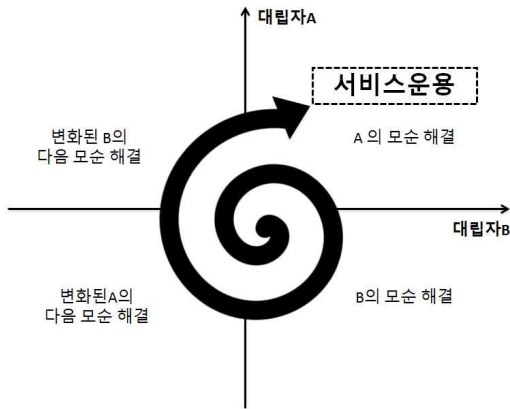 대립자A
서비스운용
변화된 B의
다음 모순 해결
A 의 모순 해결
대립자B
변화된A의
다음 모순 해결
B의 모순 해결